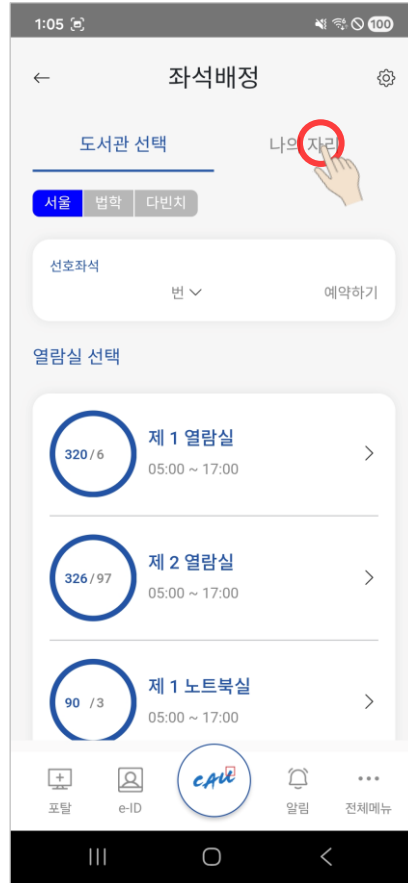 1:05 100
좌석배정
도서관 선택 나의 자리
서울 법학 다빈치
선호좌석
번 예약하기
열람실 선택
320/6 제 1 열람실
05:00 ~ 17:00
326/97 제 2 열람실
05:00 ~ 17:00
90 /3 제 1 노트북실
05:00 ~ 17:00
CAU
포탈 e-ID 알림 전체메뉴